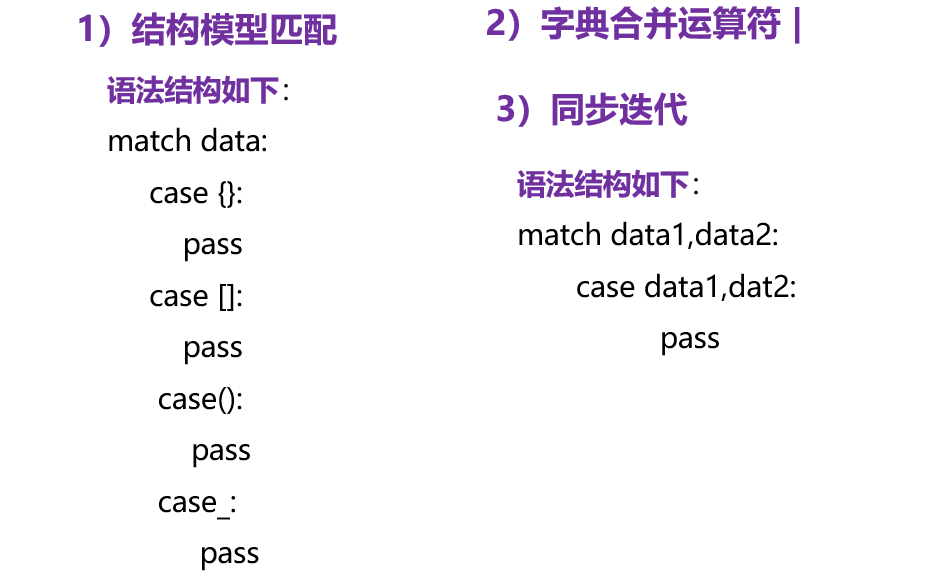 1）结构模型匹配
语法结构如下：
match data:
case {}:
pass
case []:
pass
case():
pass
case_:
pass
2）字典合并运算符 |
3）同步迭代
语法结构如下：
match data1,data2:
case data1,dat2:
pass